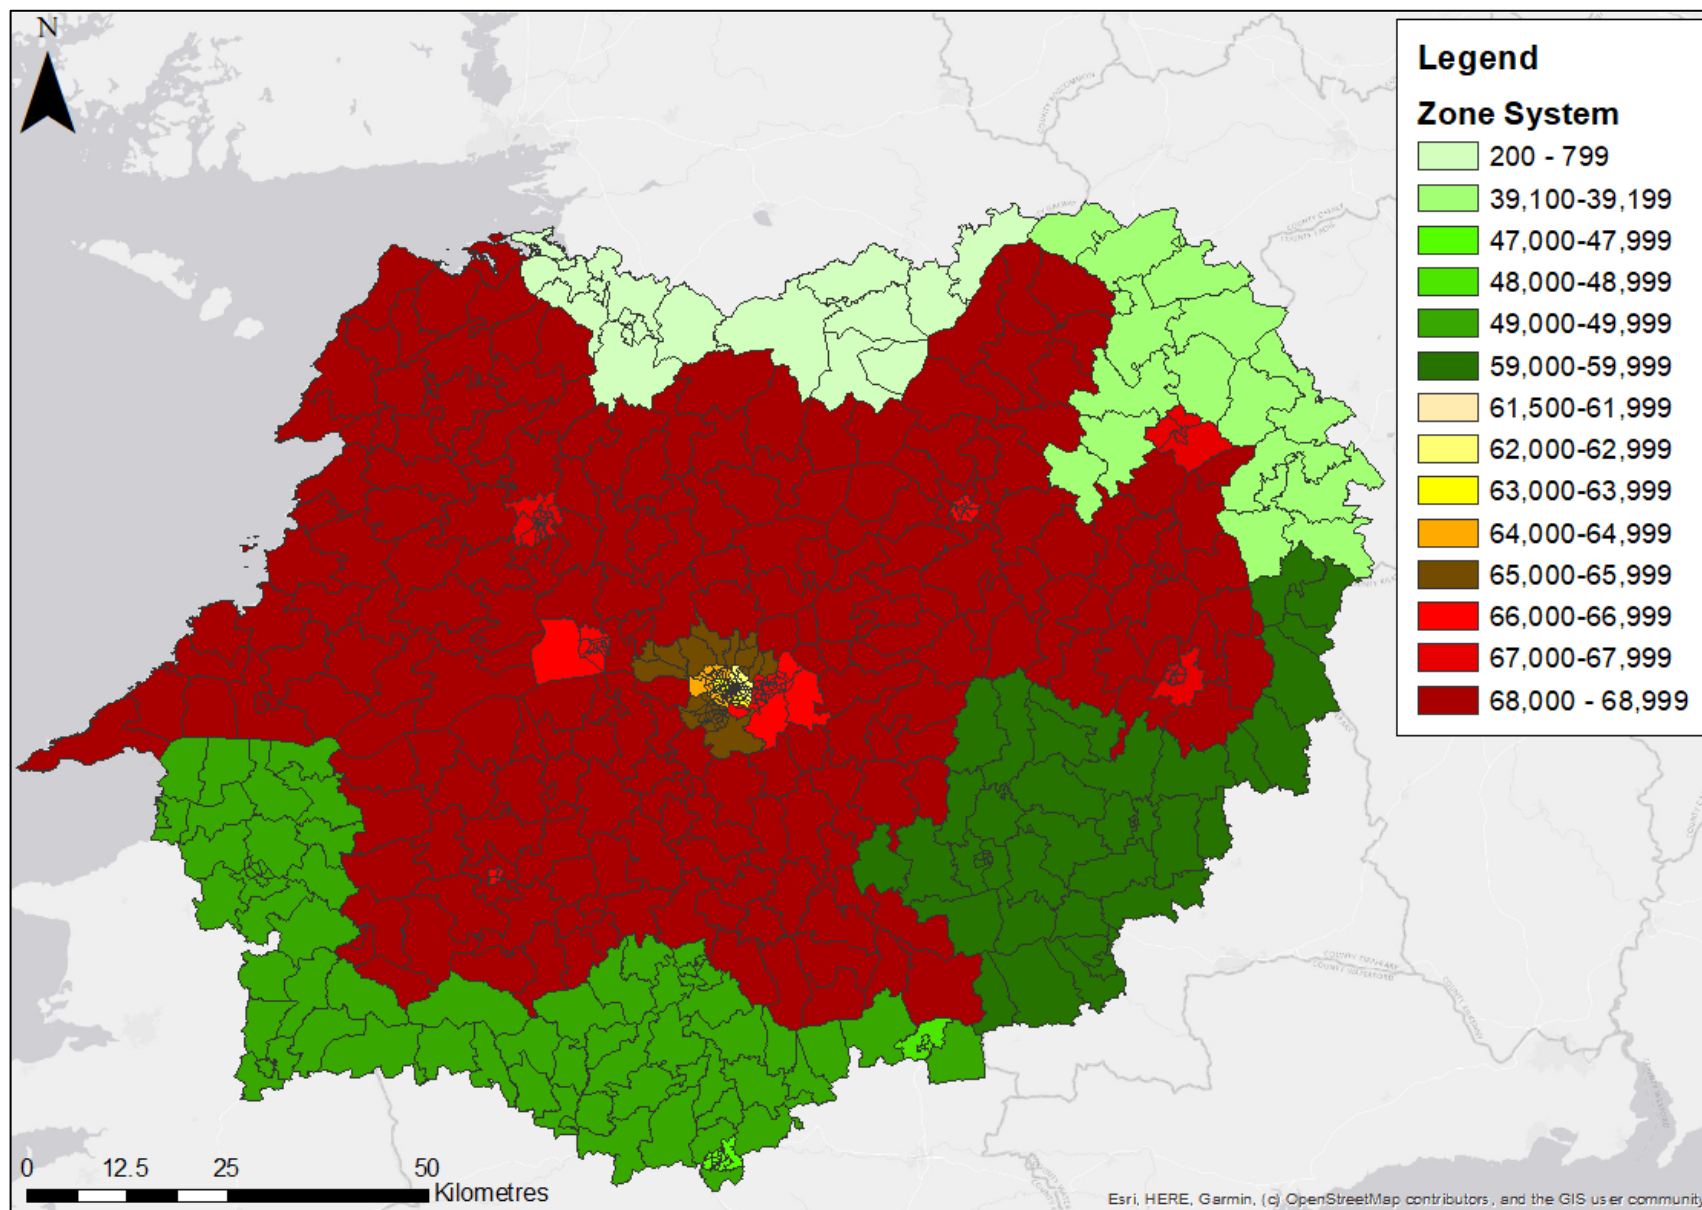 N
Legend
Zone System
200 - 799
39,100-39,199
47,000-47,999
48,000-48,999
49,000-49,999
59,000-59,999
61,500-61,999
62,000-62,999
63,000-63,999
64,000-64,999
65,000-65,999
66,000-66,999
67,000-67,999
68,000 - 68,999
COUNTY ROSCOMMON
0 12.5 25 50
Kilometres
Esri, HERE, Garmin, (c) OpenStreetMap contributors, and the GIS user community